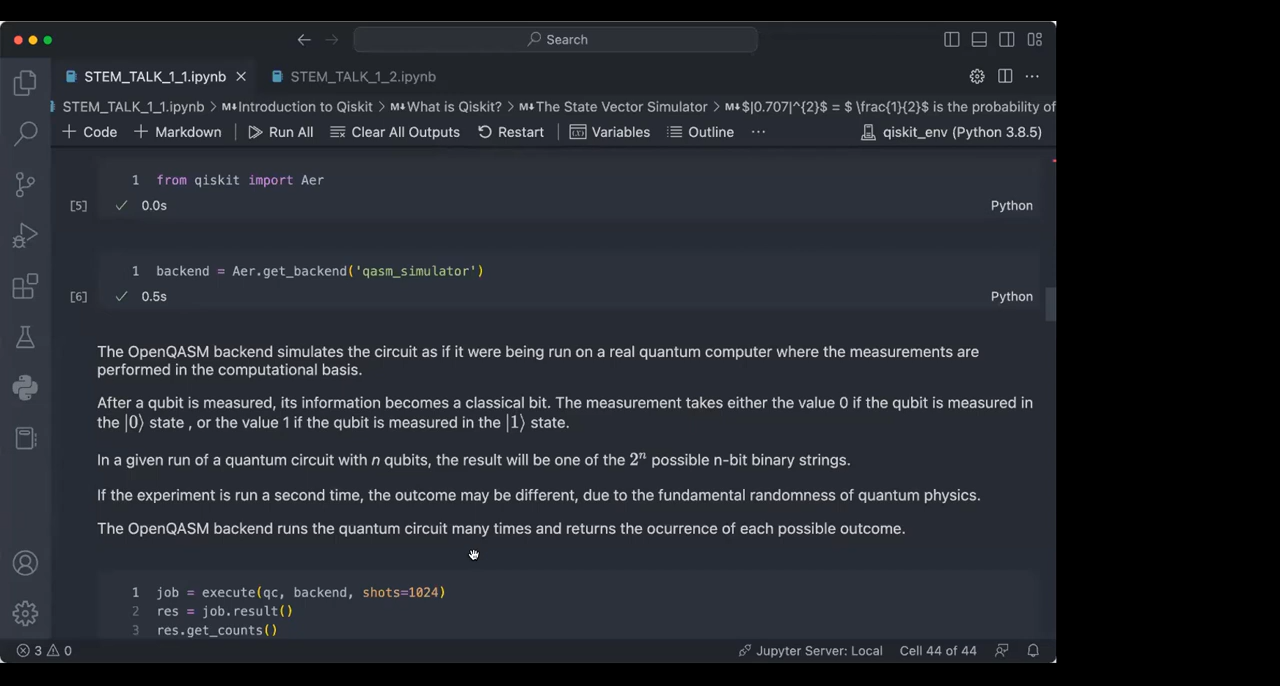 Search
STEM_TALK_1_1.ipynb
STEM_TALK_1_2.ipynb
STEM_TALK_1_1.ipynb > M↓Introduction to Qiskit > M↓What is Qiskit? > M↓The State Vector Simulator > M↓$|0.707|^{2}$ = $ \frac{1}{2}$ is the probability of
+ Code + Markdown Run All Clear All Outputs Restart Variables Outline ··· qiskit_env (Python 3.8.5)
1 from qiskit import Aer
[5] ✓ 0.0s Python
1 backend = Aer.get_backend('qasm_simulator')
[6] ✓ 0.5s Python
The OpenQASM backend simulates the circuit as if it were being run on a real quantum computer where the measurements are
performed in the computational basis.
After a qubit is measured, its information becomes a classical bit. The measurement takes either the value 0 if the qubit is measured in
the |0⟩ state , or the value 1 if the qubit is measured in the |1⟩ state.
In a given run of a quantum circuit with n qubits, the result will be one of the 2ⁿ possible n-bit binary strings.
If the experiment is run a second time, the outcome may be different, due to the fundamental randomness of quantum physics.
The OpenQASM backend runs the quantum circuit many times and returns the ocurrence of each possible outcome.
1 job = execute(qc, backend, shots=1024)
2 res = job.result()
3 res.get_counts()
3 0 Jupyter Server: Local Cell 44 of 44